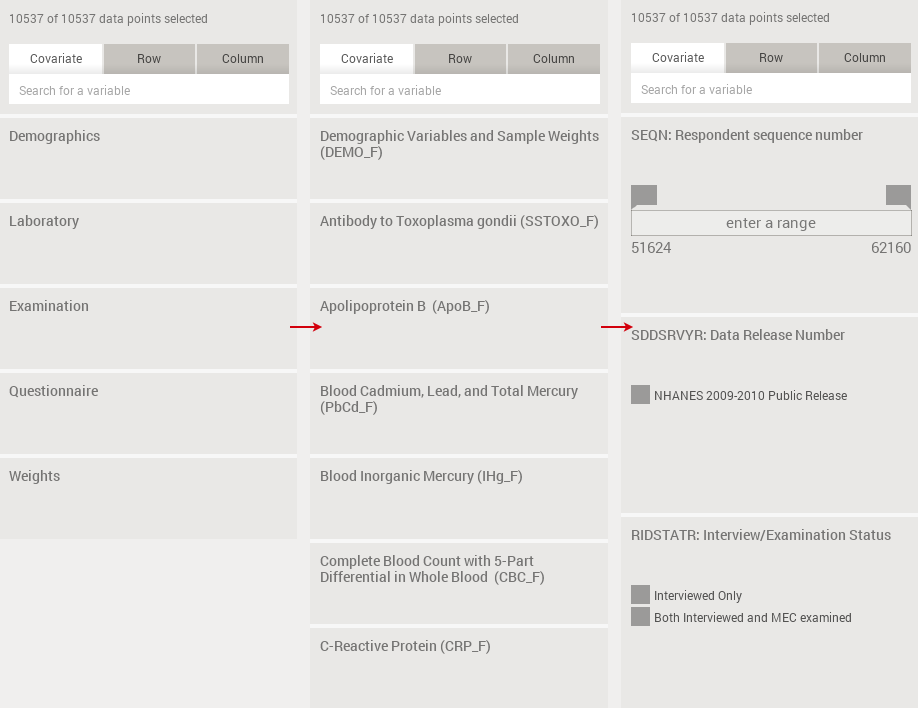 10537 of 10537 data points selected
Covariate Row Column
Search for a variable
Demographics
Laboratory
Examination
Questionnaire
Weights
10537 of 10537 data points selected
Covariate Row Column
Search for a variable
Demographic Variables and Sample Weights
(DEMO_F)
Antibody to Toxoplasma gondii (SSTOXO_F)
Apolipoprotein B (ApoB_F)
Blood Cadmium, Lead, and Total Mercury
(PbCd_F)
Blood Inorganic Mercury (IHg_F)
Complete Blood Count with 5-Part
Differential in Whole Blood (CBC_F)
C-Reactive Protein (CRP_F)
10537 of 10537 data points selected
Covariate Row Column
Search for a variable
SEQN: Respondent sequence number
enter a range
51624 62160
SDDSRVYR: Data Release Number
NHANES 2009-2010 Public Release
RIDSTATR: Interview/Examination Status
Interviewed Only
Both Interviewed and MEC examined